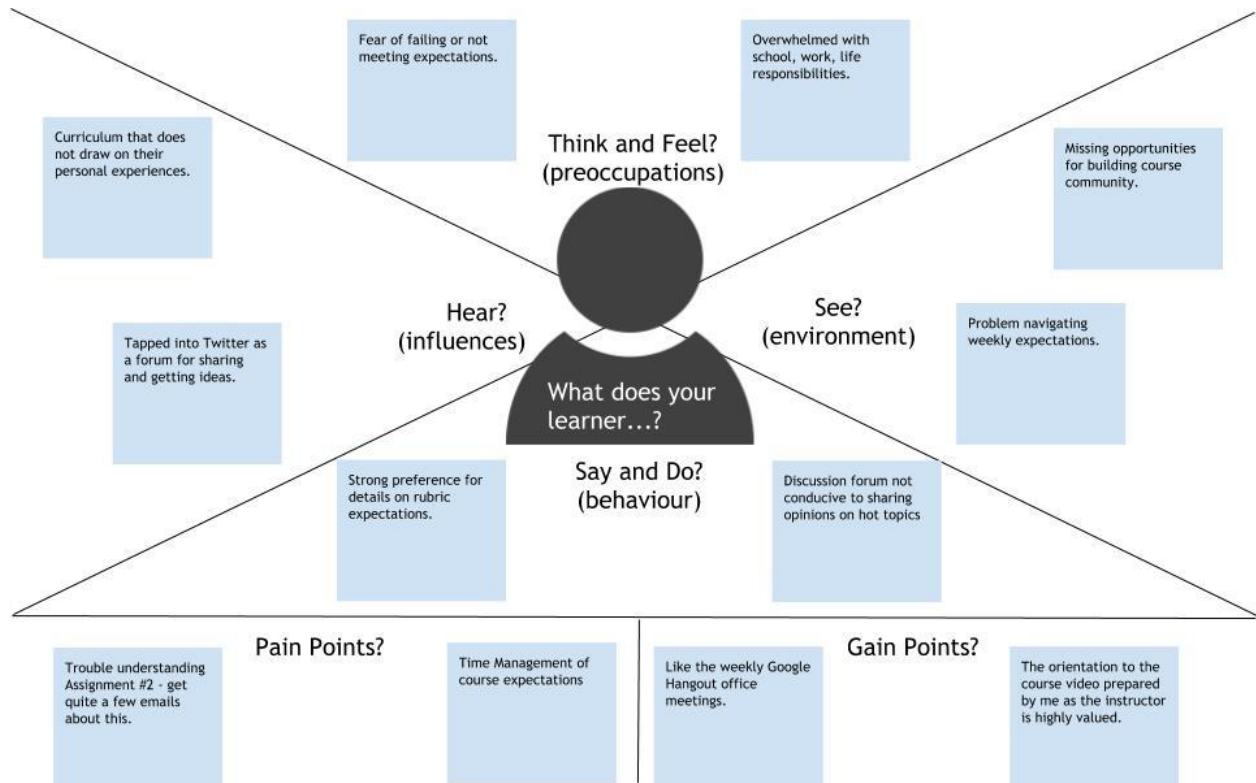 Fear of failing or not
meeting expectations.
Overwhelmed with
school, work, life
responsibilities.
Curriculum that does
not draw on their
personal experiences.
Think and Feel?
(preoccupations)
Missing opportunities
for building course
community.
Hear?
(influences)
See?
(environment)
Tapped into Twitter as
a forum for sharing
and getting ideas.
Problem navigating
weekly expectations.
What does your
learner...?
Say and Do?
(behaviour)
Strong preference for
details on rubric
expectations.
Discussion forum not
conducive to sharing
opinions on hot topics
Pain Points?
Trouble understanding
Assignment #2 - get
quite a few emails
about this.
Time Management of
course expectations
Gain Points?
Like the weekly Google
Hangout office
meetings.
The orientation to the
course video prepared
by me as the instructor
is highly valued.